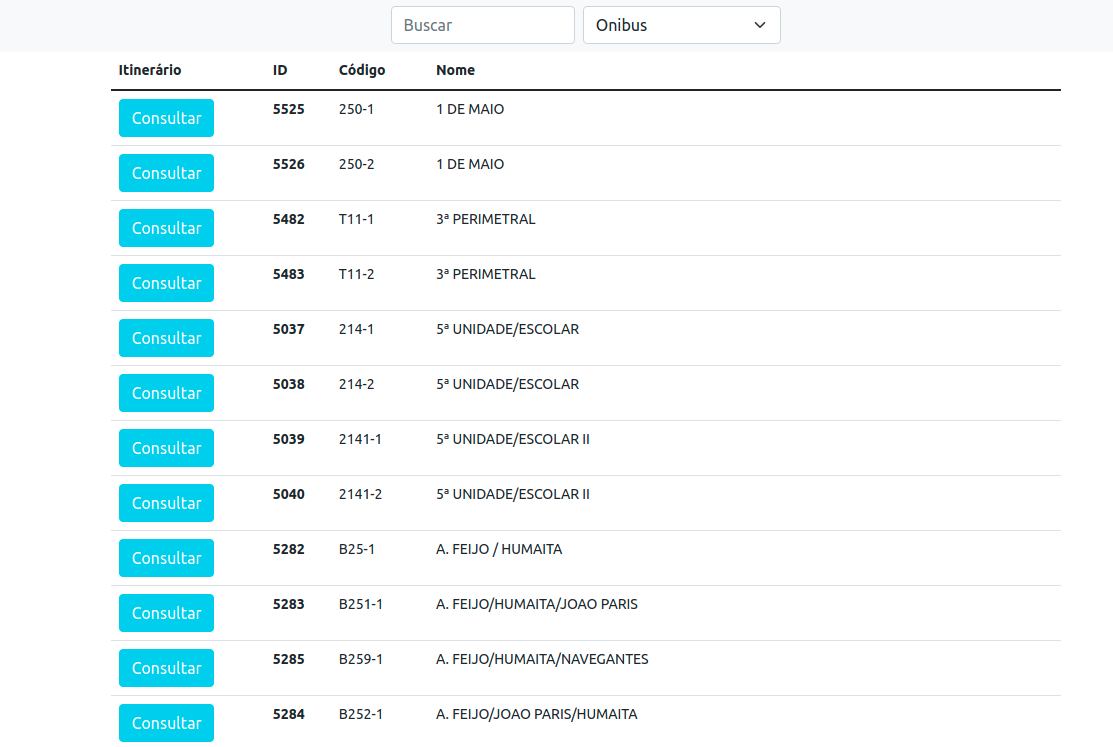 Buscar Onibus
Itinerário ID Código Nome
Consultar 5525 250-1 1 DE MAIO
Consultar 5526 250-2 1 DE MAIO
Consultar 5482 T11-1 3ª PERIMETRAL
Consultar 5483 T11-2 3ª PERIMETRAL
Consultar 5037 214-1 5ª UNIDADE/ESCOLAR
Consultar 5038 214-2 5ª UNIDADE/ESCOLAR
Consultar 5039 2141-1 5ª UNIDADE/ESCOLAR II
Consultar 5040 2141-2 5ª UNIDADE/ESCOLAR II
Consultar 5282 B25-1 A. FEIJO / HUMAITA
Consultar 5283 B251-1 A. FEIJO/HUMAITA/JOAO PARIS
Consultar 5285 B259-1 A. FEIJO/HUMAITA/NAVEGANTES
Consultar 5284 B252-1 A. FEIJO/JOAO PARIS/HUMAITA